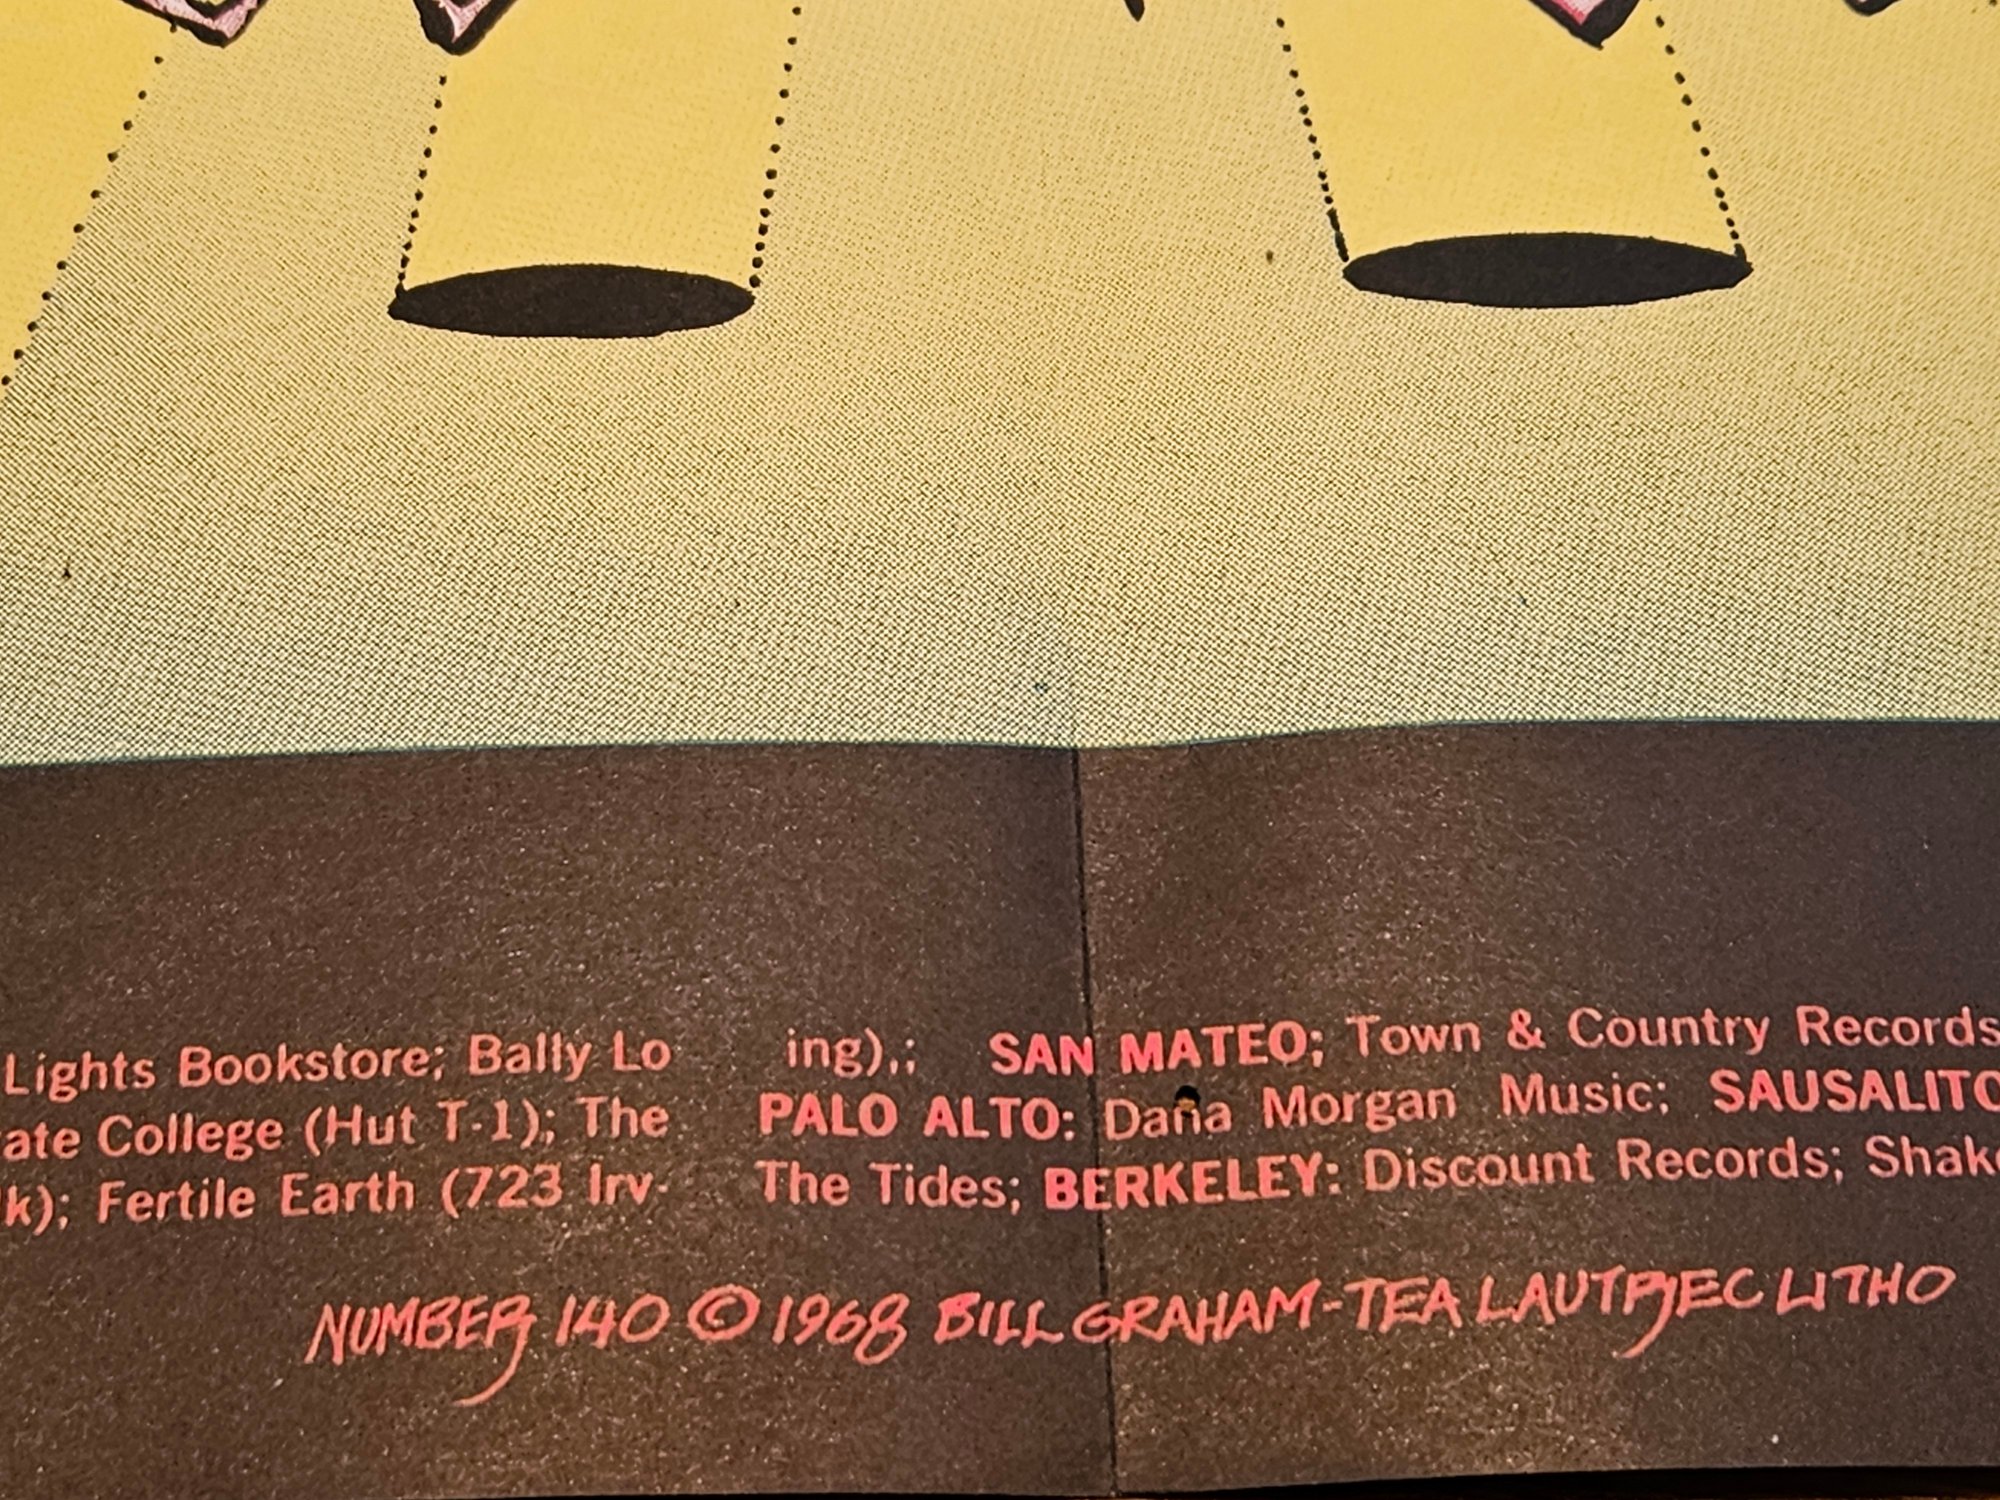 Lights Bookstore; Bally Lo
ate College (Hut T-1); The
k); Fertile Earth (723 Irv-
ing),; SAN MATEO; Town & Country Records
PALO ALTO: Dana Morgan Music; SAUSALITO
The Tides; BERKELEY: Discount Records; Shake
NUMBER 140 © 1968 BILL GRAHAM-TEA LAUTREC LITHO